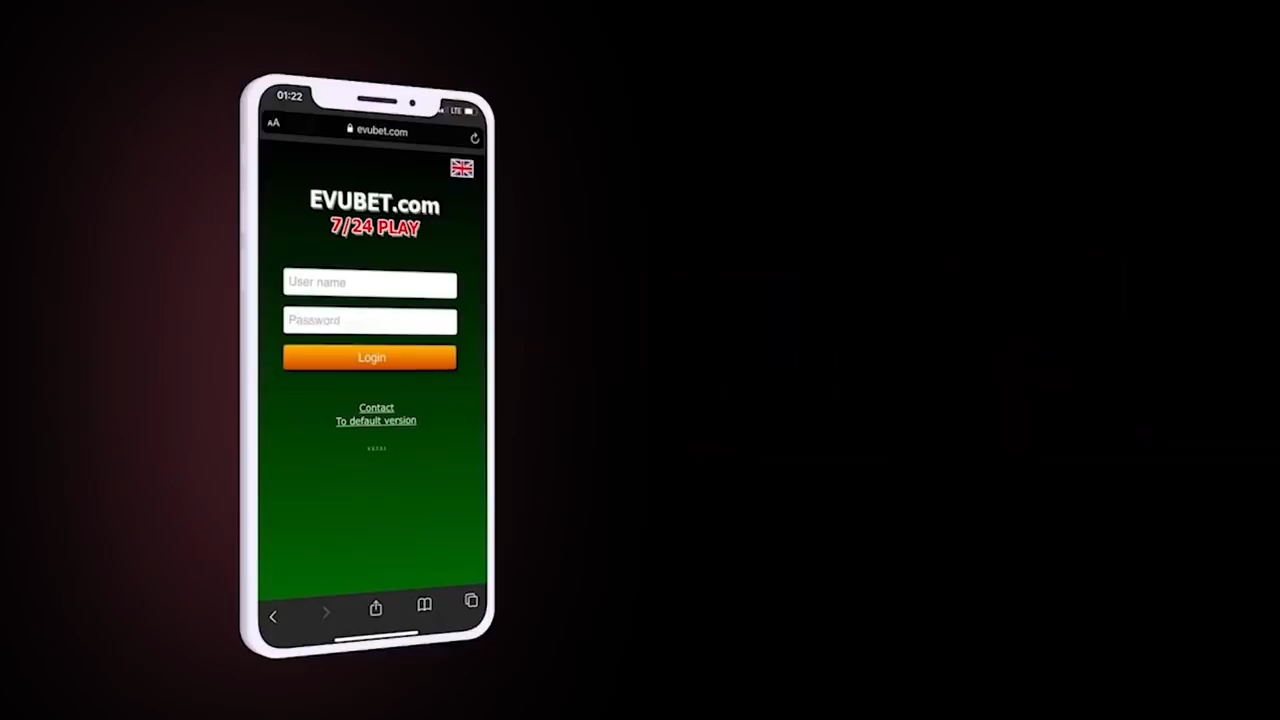 01:22
LTE
AA
evubet.com
EVUBET.com
7/24 PLAY
User name
Password
Login
Contact
To default version